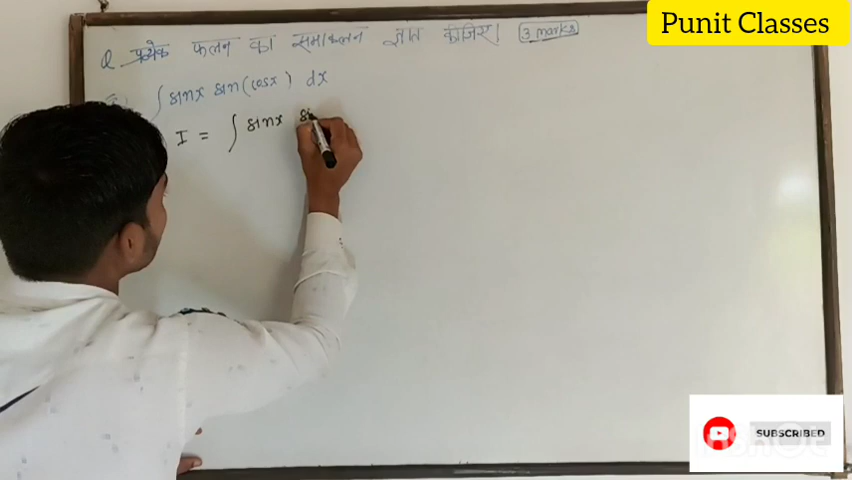 Punit Classes
Q. प्रत्येक फलन का समाकलन ज्ञात कीजिए। 3 marks
∫ sinx sin(cosx) dx
I = ∫ sinx
SUBSCRIBED